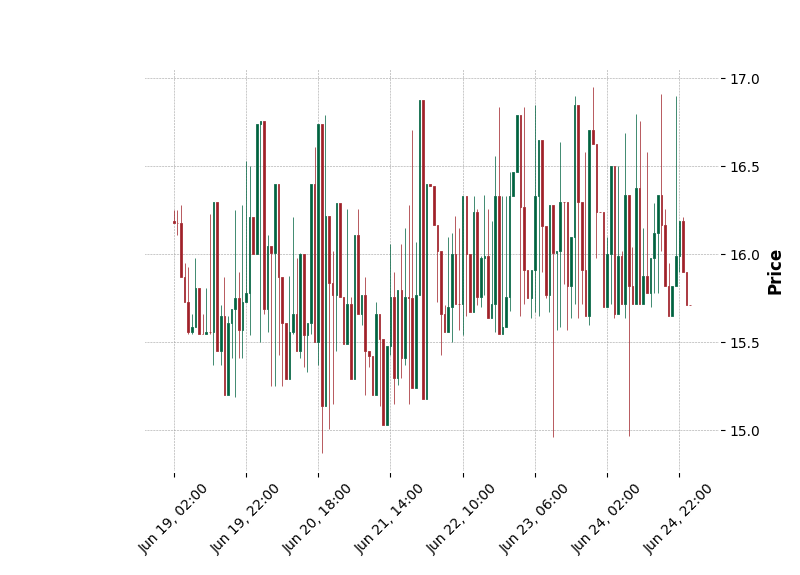 17.0
16.5
16.0
15.5
15.0
Price
Jun 19, 02:00
Jun 19, 22:00
Jun 20, 18:00
Jun 21, 14:00
Jun 22, 10:00
Jun 23, 06:00
Jun 24, 02:00
Jun 24, 22:00